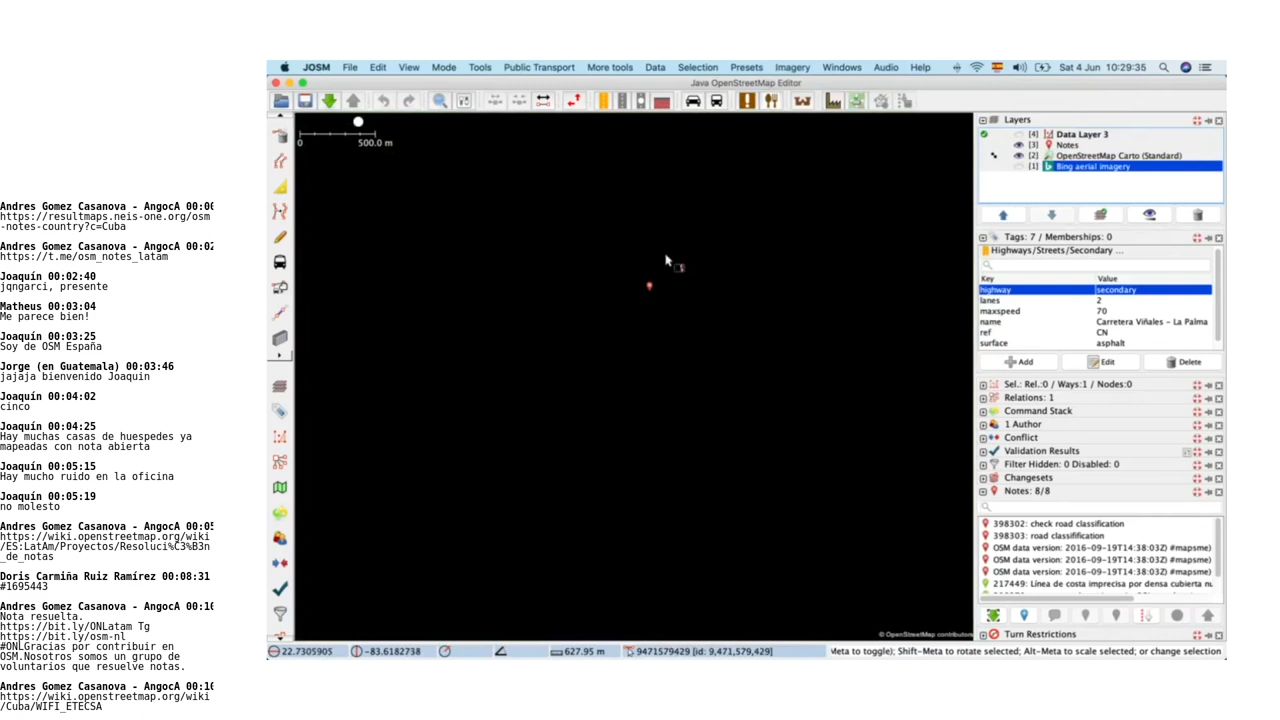 Andres Gomez Casanova - AngocA 00:00
https://resultmaps.neis-one.org/osm
-notes-country?c=Cuba
Andres Gomez Casanova - AngocA 00:02
https://t.me/osm_notes_latam
Joaquín 00:02:40
jqngarci, presente
Matheus 00:03:04
Me parece bien!
Joaquín 00:03:25
Soy de OSM España
Jorge (en Guatemala) 00:03:46
jajaja bienvenido Joaquin
Joaquín 00:04:02
cinco
Joaquín 00:04:25
Hay muchas casas de huespedes ya
mapeadas con nota abierta
Joaquín 00:05:15
Hay mucho ruido en la oficina
Joaquín 00:05:19
no molesto
Andres Gomez Casanova - AngocA 00:05
https://wiki.openstreetmap.org/wiki
/ES:LatAm/Proyectos/Resoluci%C3%B3n
_de_notas
Doris Carmiña Ruiz Ramírez 00:08:31
#1695443
Andres Gomez Casanova - AngocA 00:10
Nota resuelta.
https://bit.ly/ONLatam Tg
https://bit.ly/osm-nl
#ONLGracias por contribuir en
OSM.Nosotros somos un grupo de
voluntarios que resuelve notas.
Andres Gomez Casanova - AngocA 00:10
https://wiki.openstreetmap.org/wiki
/Cuba/WIFI_ETECSA
JOSM File Edit View Mode Tools Public Transport More tools Data Selection Presets Imagery Windows Audio Help Sat 4 Jun 10:29:35
Java OpenStreetMap Editor
0 500.0 m
© OpenStreetMap contributors
Layers
[4] Data Layer 3
[3] Notes
[2] OpenStreetMap Carto (Standard)
[1] Bing aerial imagery
Tags: 7 / Memberships: 0
Highways/Streets/Secondary ...
Key Value
highway secondary
lanes 2
maxspeed 70
name Carretera Viñales - La Palma
ref CN
surface asphalt
Add Edit Delete
Sel.: Rel.:0 / Ways:1 / Nodes:0
Relations: 1
Command Stack
1 Author
Conflict
Validation Results
Filter Hidden: 0 Disabled: 0
Changesets
Notes: 8/8
398302: check road classification
398303: road classifification
OSM data version: 2016-09-19T14:38:03Z) #mapsme)
OSM data version: 2016-09-19T14:38:03Z) #mapsme)
OSM data version: 2016-09-19T14:38:03Z) #mapsme)
217449: Línea de costa imprecisa por densa cubierta nu
Turn Restrictions
22.7305905 -83.6182738 627.95 m 9471579429 [id: 9,471,579,429] Meta to toggle); Shift-Meta to rotate selected; Alt-Meta to scale selected; or change selection